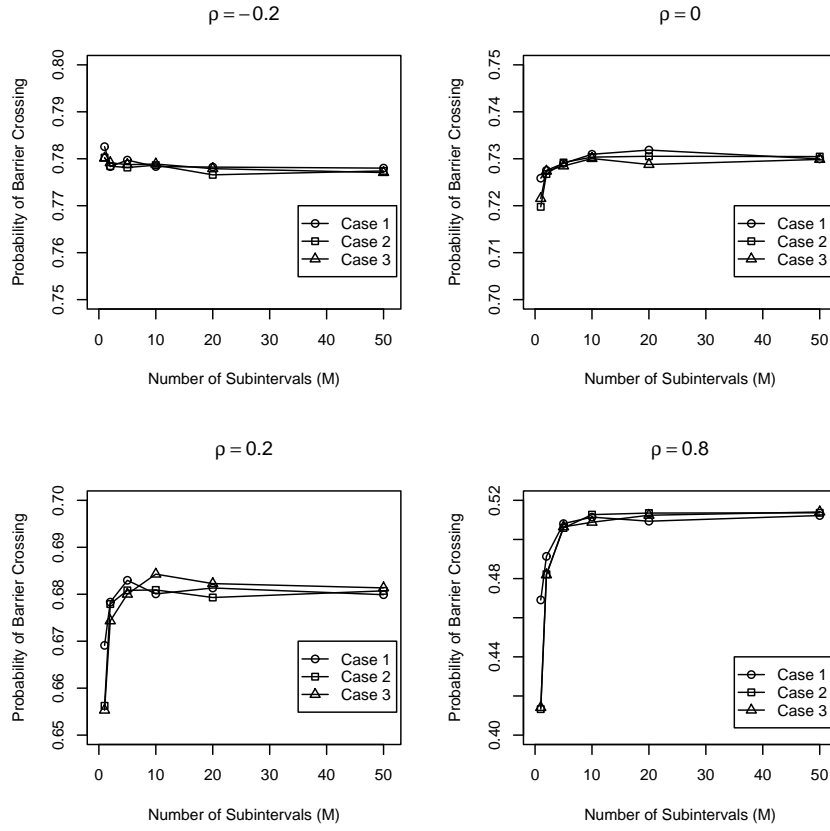 ρ = −0.2
Probability of Barrier Crossing
0.75 0.76 0.77 0.78 0.79 0.80
Case 1
Case 2
Case 3
0 10 20 30 40 50
Number of Subintervals (M)
ρ = 0
Probability of Barrier Crossing
0.70 0.71 0.72 0.73 0.74 0.75
Case 1
Case 2
Case 3
0 10 20 30 40 50
Number of Subintervals (M)
ρ = 0.2
Probability of Barrier Crossing
0.65 0.66 0.67 0.68 0.69 0.70
Case 1
Case 2
Case 3
0 10 20 30 40 50
Number of Subintervals (M)
ρ = 0.8
Probability of Barrier Crossing
0.40 0.44 0.48 0.52
Case 1
Case 2
Case 3
0 10 20 30 40 50
Number of Subintervals (M)